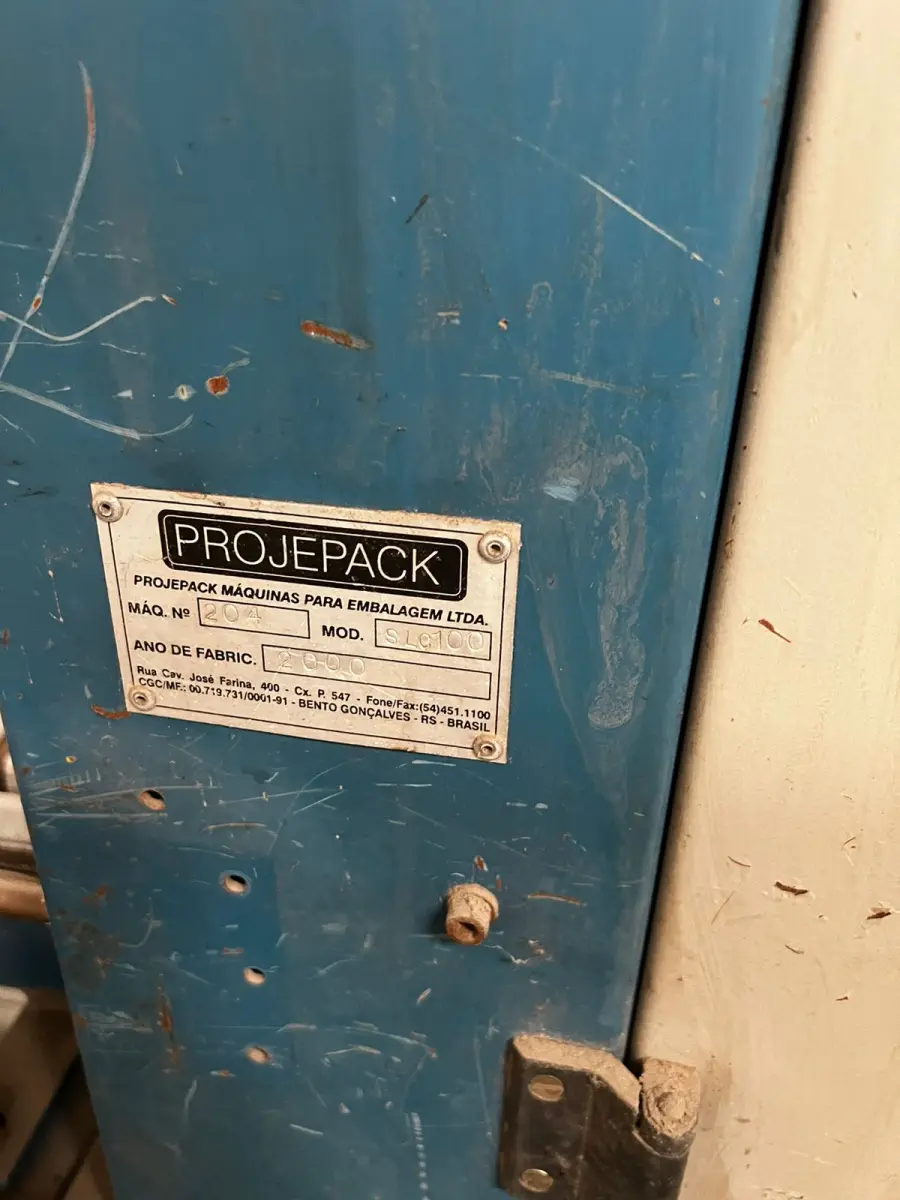 PROJEPACK
PROJEPACK MÁQUINAS PARA EMBALAGEM LTDA.
MÁQ. Nº 204 MOD. SLC100
ANO DE FABRIC. 2000
Rua Cav. José Farina, 400 - Cx. P. 547 - Fone/Fax:(54)451.1100
CGC/MF.: 00.719.731/0001-91 - BENTO GONÇALVES - RS - BRASIL